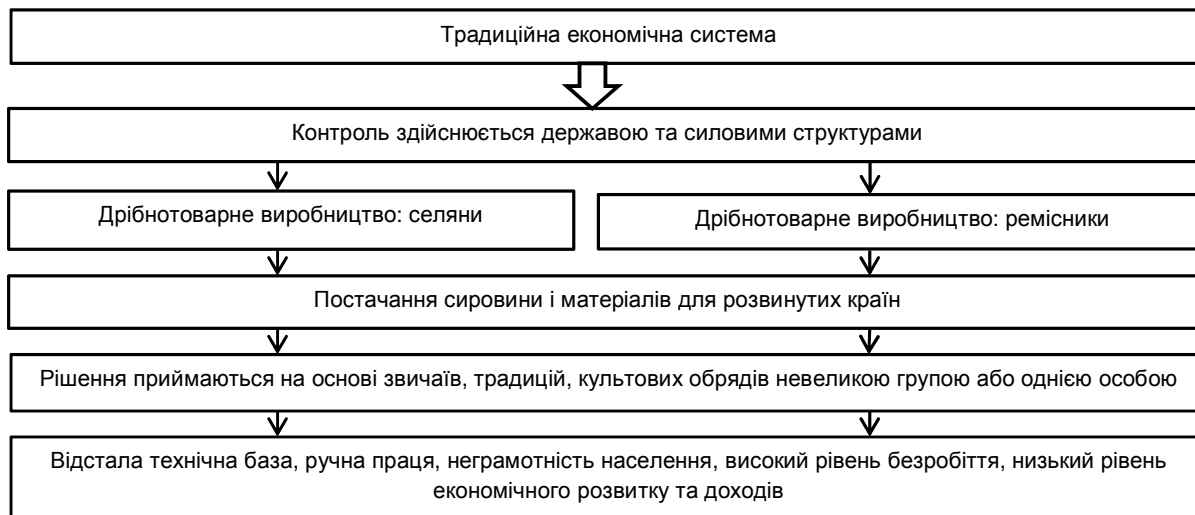 Традиційна економічна система
Контроль здійснюється державою та силовими структурами
Дрібнотоварне виробництво: селяни
Дрібнотоварне виробництво: ремісники
Постачання сировини і матеріалів для розвинутих країн
Рішення приймаються на основі звичаїв, традицій, культових обрядів невеликою групою або однією особою
Відстала технічна база, ручна праця, неграмотність населення, високий рівень безробіття, низький рівень
економічного розвитку та доходів